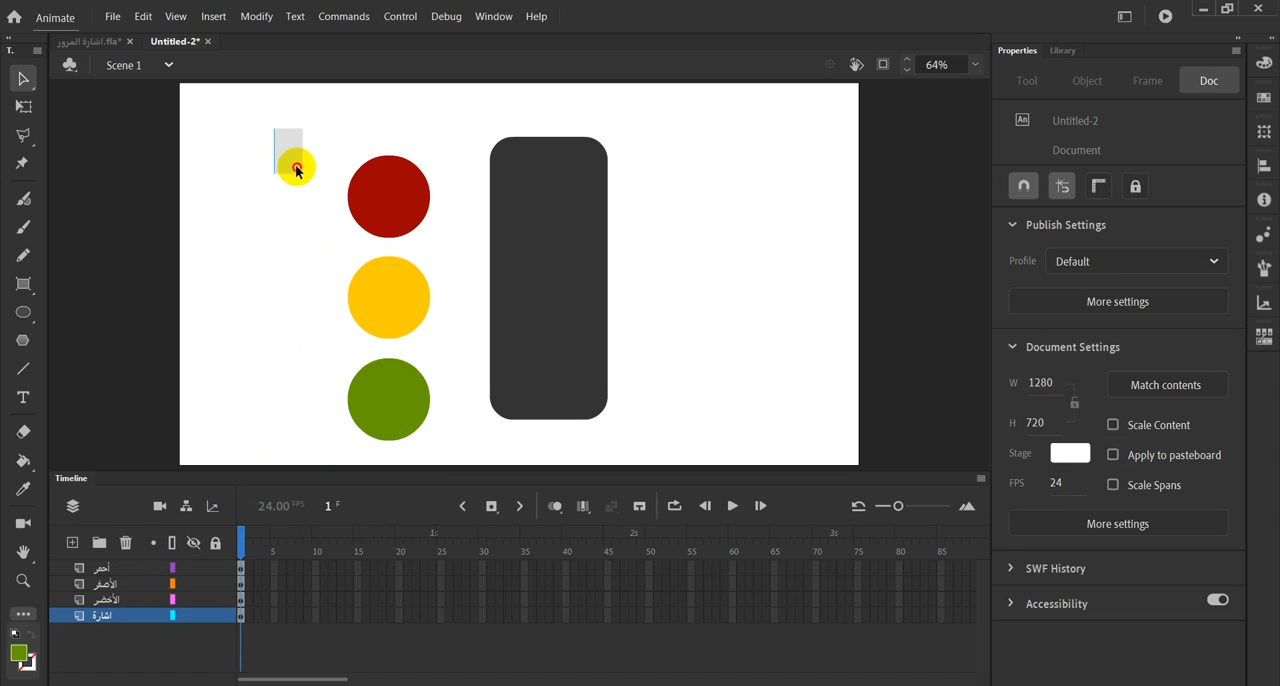 Animate File Edit View Insert Modify Text Commands Control Debug Window Help
اشارة المرور.fla* Untitled-2*
T.
Scene 1 64%
Properties Library
Tool Object Frame Doc
An Untitled-2
Document
Publish Settings
Profile Default
More settings
Document Settings
W 1280 Match contents
H 720 Scale Content
Stage Apply to pasteboard
FPS 24 Scale Spans
More settings
SWF History
Accessibility
Timeline
24.00 FPS 1 F
1s 2s 3s
5 10 15 20 25 30 35 40 45 50 55 60 65 70 75 80 85
أحمر
الأصفر
الأخضر
اشارة